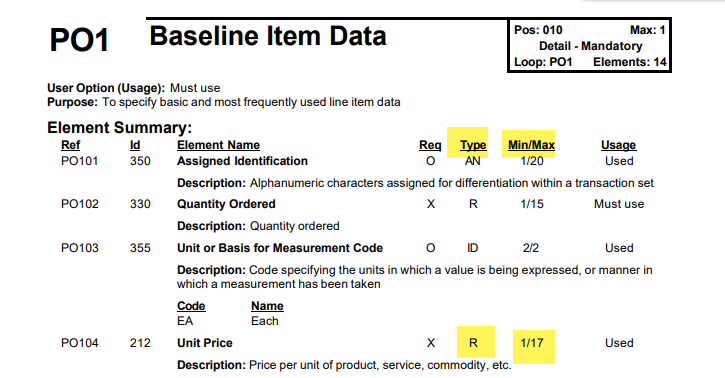 PO1 Baseline Item Data
Pos: 010 Max: 1
Detail - Mandatory
Loop: PO1 Elements: 14
User Option (Usage): Must use
Purpose: To specify basic and most frequently used line item data
Element Summary:
Ref Id Element Name Req Type Min/Max Usage
PO101 350 Assigned Identification O AN 1/20 Used
Description: Alphanumeric characters assigned for differentiation within a transaction set
PO102 330 Quantity Ordered X R 1/15 Must use
Description: Quantity ordered
PO103 355 Unit or Basis for Measurement Code O ID 2/2 Used
Description: Code specifying the units in which a value is being expressed, or manner in
which a measurement has been taken
Code Name
EA Each
PO104 212 Unit Price X R 1/17 Used
Description: Price per unit of product, service, commodity, etc.